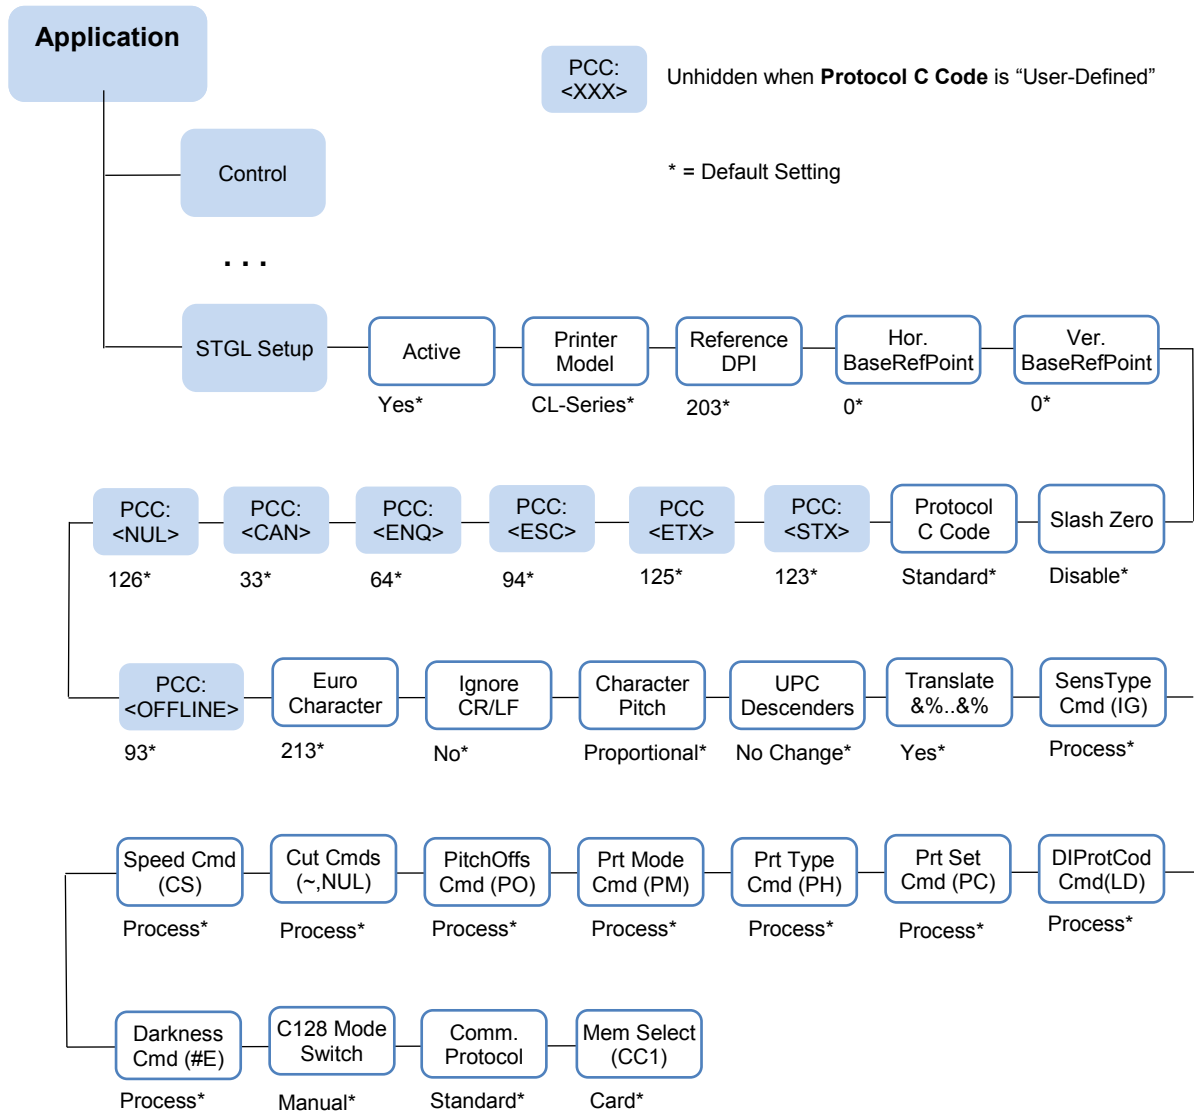 Application
PCC:
<XXX>
Unhidden when Protocol C Code is “User-Defined”
* = Default Setting
Control
. . .
STGL Setup
Active
Yes*
Printer
Model
CL-Series*
Reference
DPI
203*
Hor.
BaseRefPoint
0*
Ver.
BaseRefPoint
0*
PCC:
<NUL>
126*
PCC:
<CAN>
33*
PCC:
<ENQ>
64*
PCC:
<ESC>
94*
PCC
<ETX>
125*
PCC:
<STX>
123*
Protocol
C Code
Standard*
Slash Zero
Disable*
PCC:
<OFFLINE>
93*
Euro
Character
213*
Ignore
CR/LF
No*
Character
Pitch
Proportional*
UPC
Descenders
No Change*
Translate
&%..&%
Yes*
SensType
Cmd (IG)
Process*
Speed Cmd
(CS)
Process*
Cut Cmds
(~,NUL)
Process*
PitchOffs
Cmd (PO)
Process*
Prt Mode
Cmd (PM)
Process*
Prt Type
Cmd (PH)
Process*
Prt Set
Cmd (PC)
Process*
DlProtCod
Cmd(LD)
Process*
Darkness
Cmd (#E)
Process*
C128 Mode
Switch
Manual*
Comm.
Protocol
Standard*
Mem Select
(CC1)
Card*